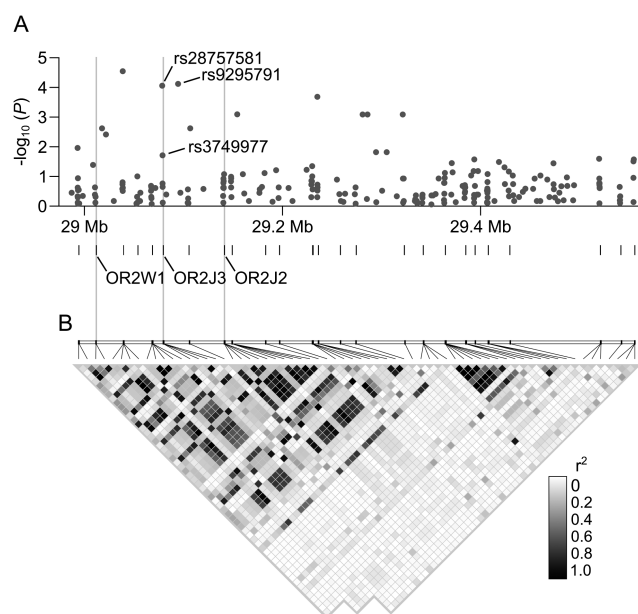 A
5
4
3
2
1
0
-log10 (P)
rs28757581
rs9295791
rs3749977
29 Mb
29.2 Mb
29.4 Mb
OR2W1
OR2J3
OR2J2
B
r2
0
0.2
0.4
0.6
0.8
1.0